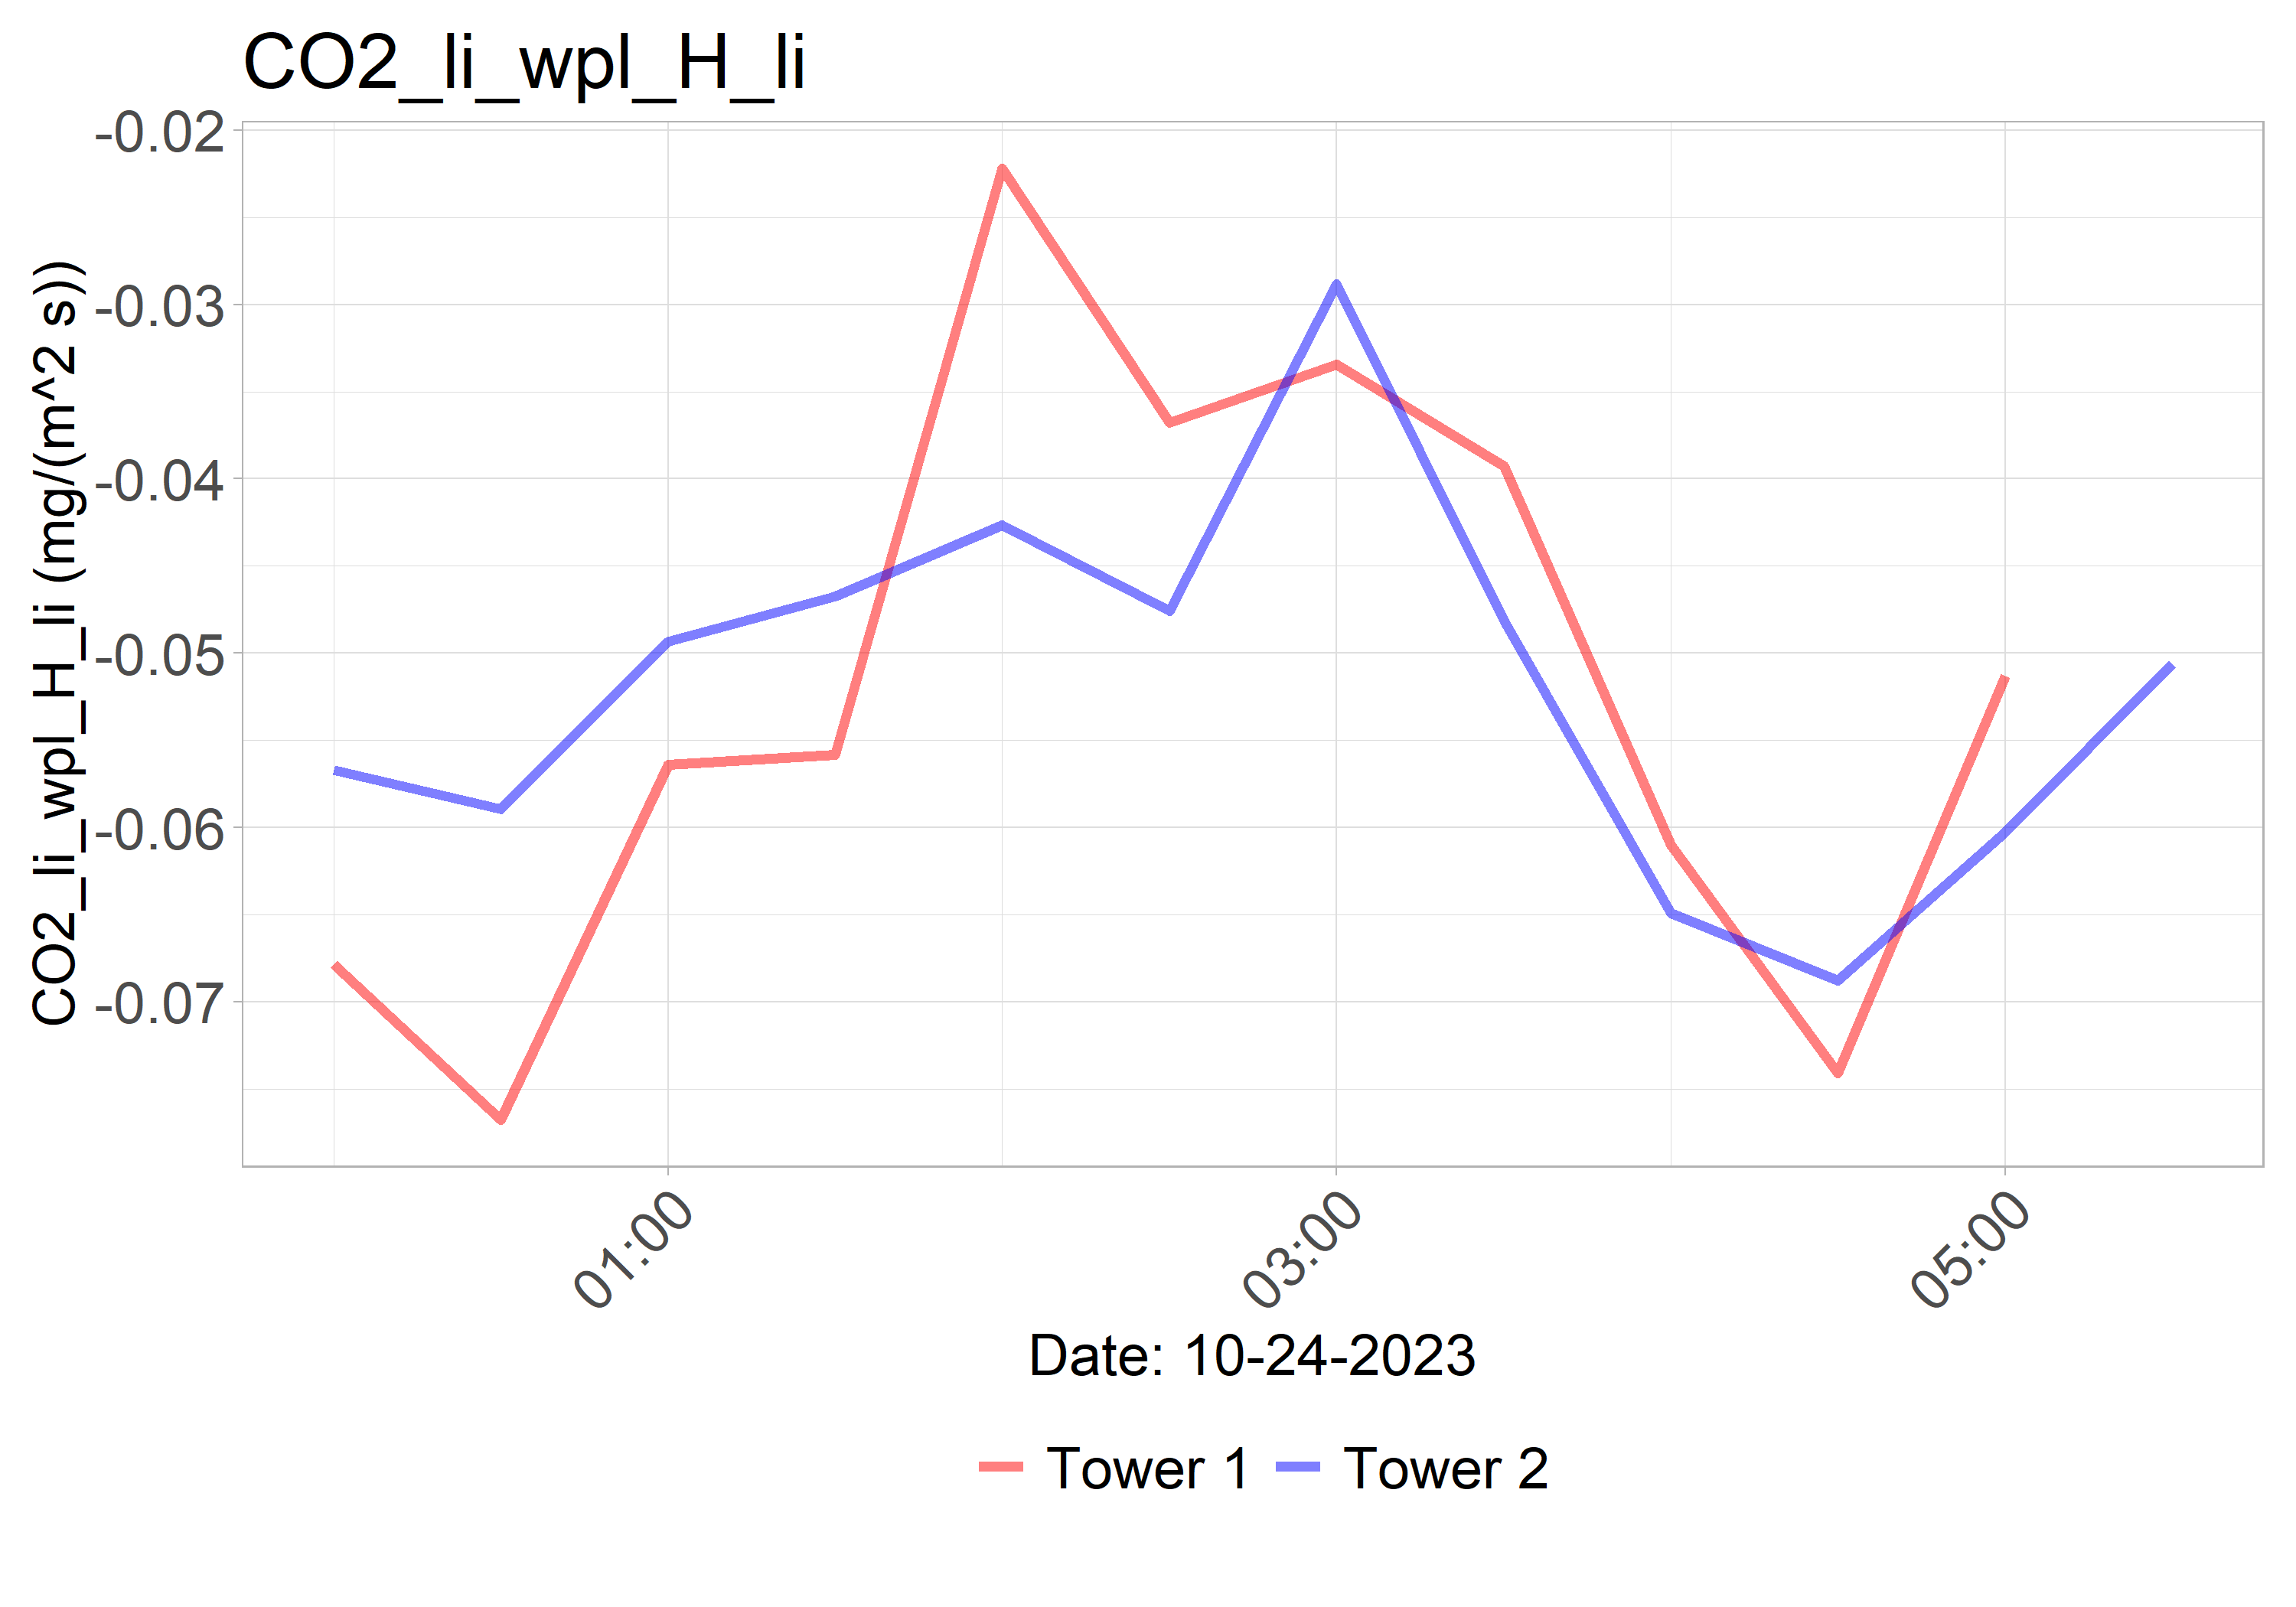 CO2_li_wpl_H_li
CO2_li_wpl_H_li (mg/(m^2 s))
-0.02
-0.03
-0.04
-0.05
-0.06
-0.07
01:00
03:00
05:00
Date: 10-24-2023
Tower 1
Tower 2